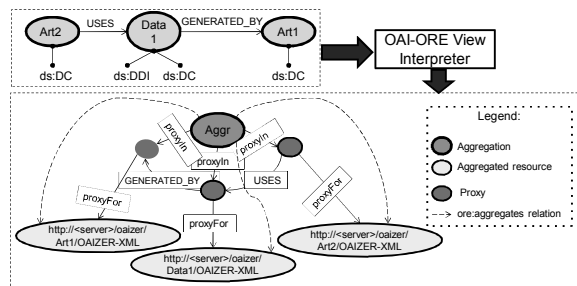 USES
GENERATED_BY
Art2
Data
1
Art1
ds:DC
ds:DDI
ds:DC
ds:DC
OAI-ORE View
Interpreter
Aggr
proxyIn
proxyIn
proxyIn
GENERATED_BY
USES
proxyFor
proxyFor
proxyFor
http://<server>/oaizer/
Art1/OAIZER-XML
http://<server>/oaizer/
Data1/OAIZER-XML
http://<server>/oaizer/
Art2/OAIZER-XML
Legend:
Aggregation
Aggregated resource
Proxy
ore:aggregates relation